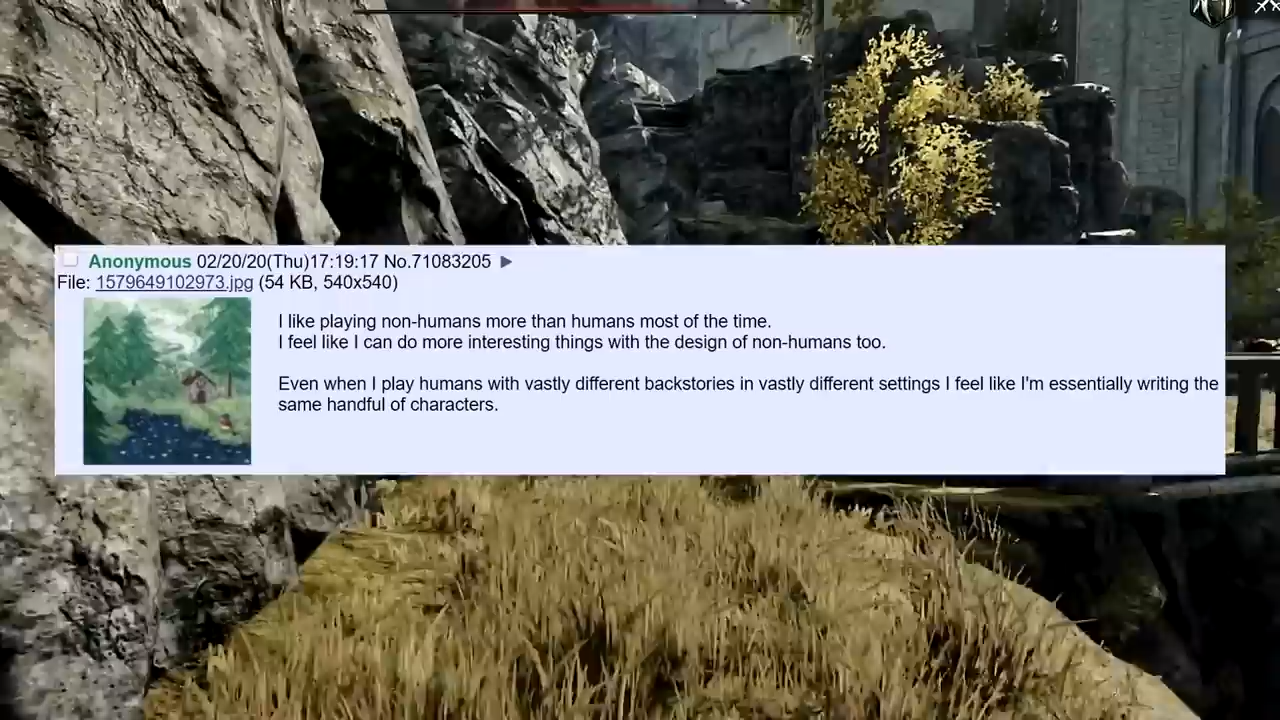 Anonymous 02/20/20(Thu)17:19:17 No.71083205 ▶
File: 1579649102973.jpg (54 KB, 540x540)
I like playing non-humans more than humans most of the time.
I feel like I can do more interesting things with the design of non-humans too.
Even when I play humans with vastly different backstories in vastly different settings I feel like I'm essentially writing the
same handful of characters.